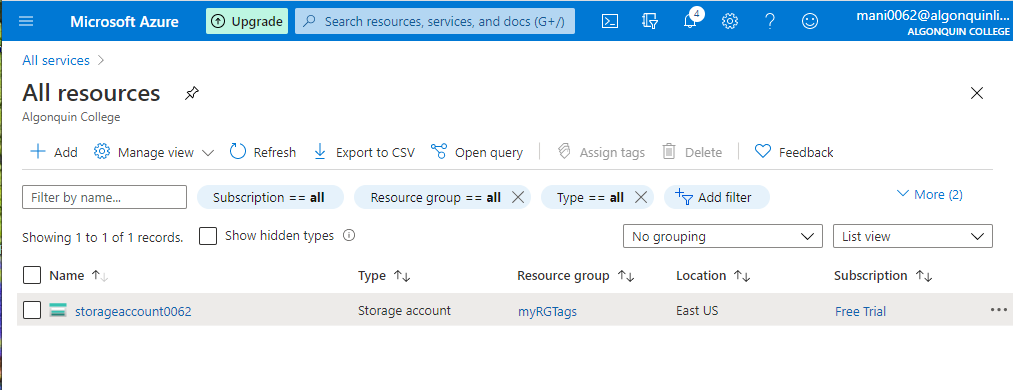 Microsoft Azure Upgrade Search resources, services, and docs (G+/) 4 mani0062@algonquinli...
ALGONQUIN COLLEGE
All services
All resources
Algonquin College
Add Manage view Refresh Export to CSV Open query Assign tags Delete Feedback
Filter by name... Subscription == all Resource group == all Type == all Add filter More (2)
Showing 1 to 1 of 1 records. Show hidden types No grouping List view
Name Type Resource group Location Subscription
storageaccount0062 Storage account myRGTags East US Free Trial